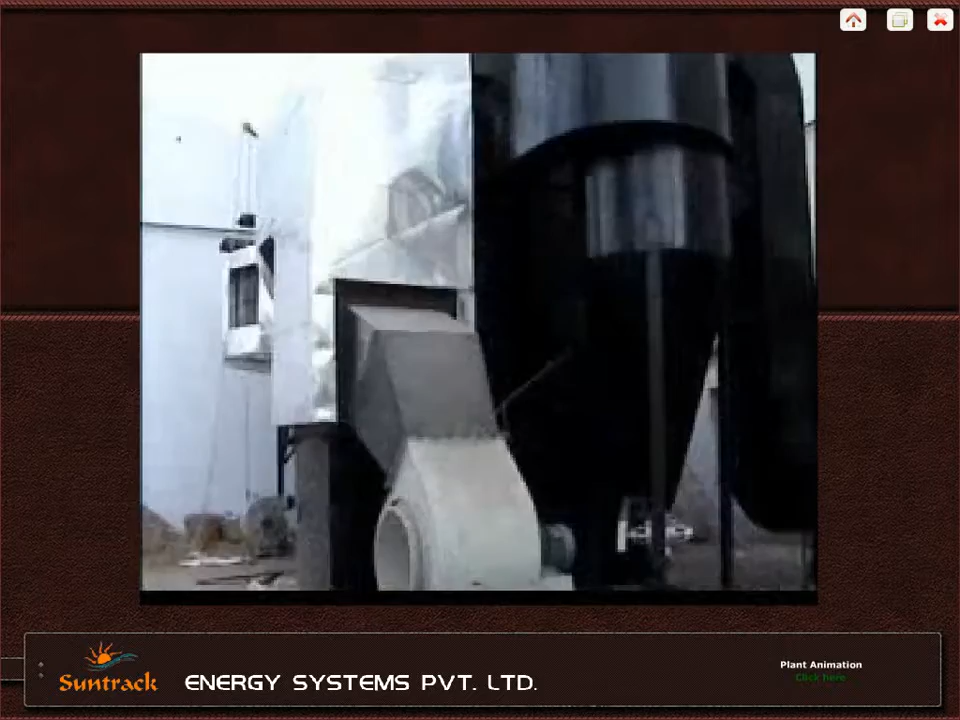 Suntrack
ENERGY SYSTEMS PVT. LTD.
Plant Animation
Click here